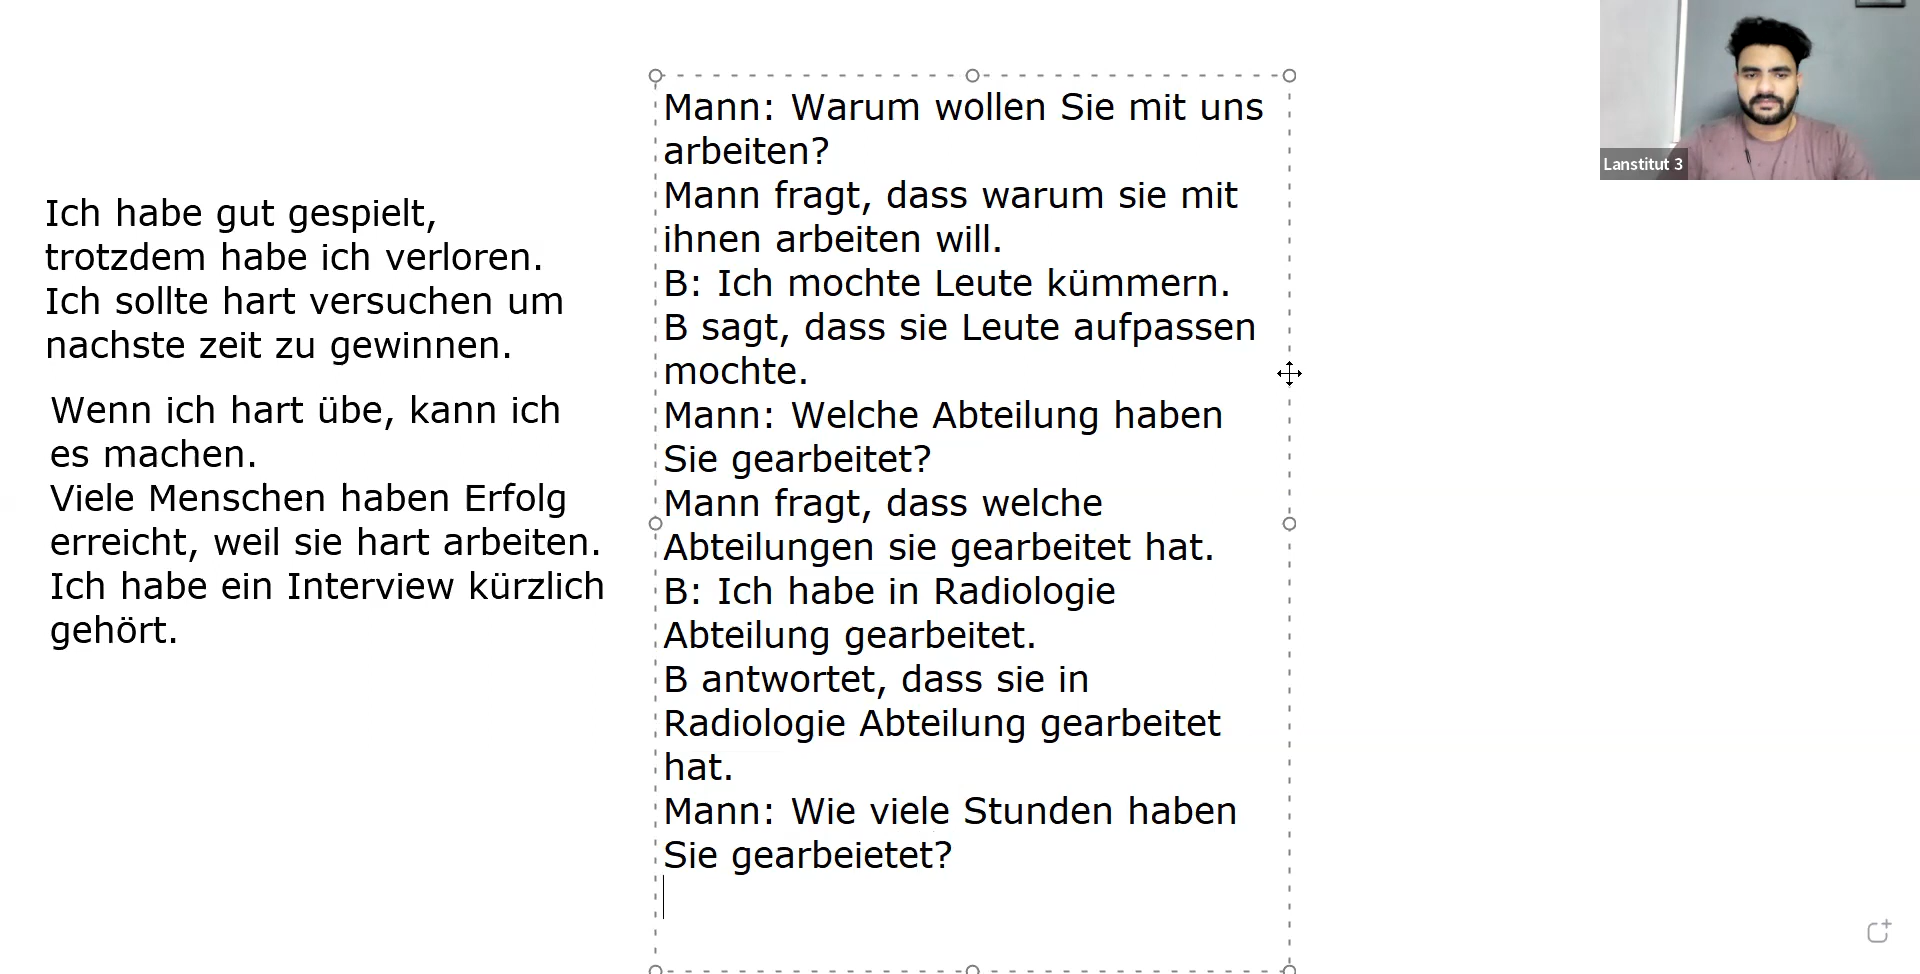 Ich habe gut gespielt,
trotzdem habe ich verloren.
Ich sollte hart versuchen um
nachste zeit zu gewinnen.
Wenn ich hart übe, kann ich
es machen.
Viele Menschen haben Erfolg
erreicht, weil sie hart arbeiten.
Ich habe ein Interview kürzlich
gehört.
Mann: Warum wollen Sie mit uns
arbeiten?
Mann fragt, dass warum sie mit
ihnen arbeiten will.
B: Ich mochte Leute kümmern.
B sagt, dass sie Leute aufpassen
mochte.
Mann: Welche Abteilung haben
Sie gearbeitet?
Mann fragt, dass welche
Abteilungen sie gearbeitet hat.
B: Ich habe in Radiologie
Abteilung gearbeitet.
B antwortet, dass sie in
Radiologie Abteilung gearbeitet
hat.
Mann: Wie viele Stunden haben
Sie gearbeietet?
Lanstitut 3